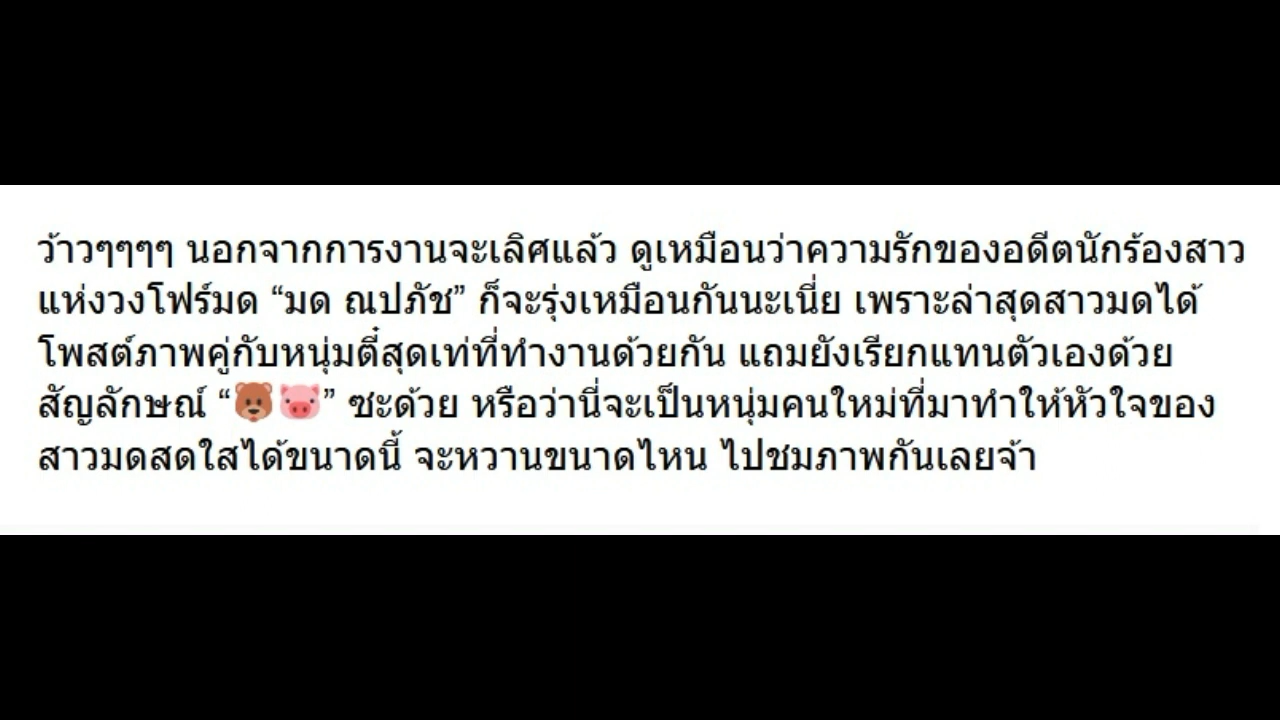 ว้าวๆๆๆๆ นอกจากการงานจะเลิศแล้ว ดูเหมือนว่าความรักของอดีตนักร้องสาว
แห่งวงโฟร์มด “มด ณปภัช” ก็จะรุ่งเหมือนกันนะเนี่ย เพราะล่าสุดสาวมดได้
โพสต์ภาพคู่กับหนุ่มตี๋สุดเท่ที่ทำงานด้วยกัน แถมยังเรียกแทนตัวเองด้วย
สัญลักษณ์ “🐻🐷” ซะด้วย หรือว่านี่จะเป็นหนุ่มคนใหม่ที่มาทำให้หัวใจของ
สาวมดสดใสได้ขนาดนี้ จะหวานขนาดไหน ไปชมภาพกันเลยจ้า